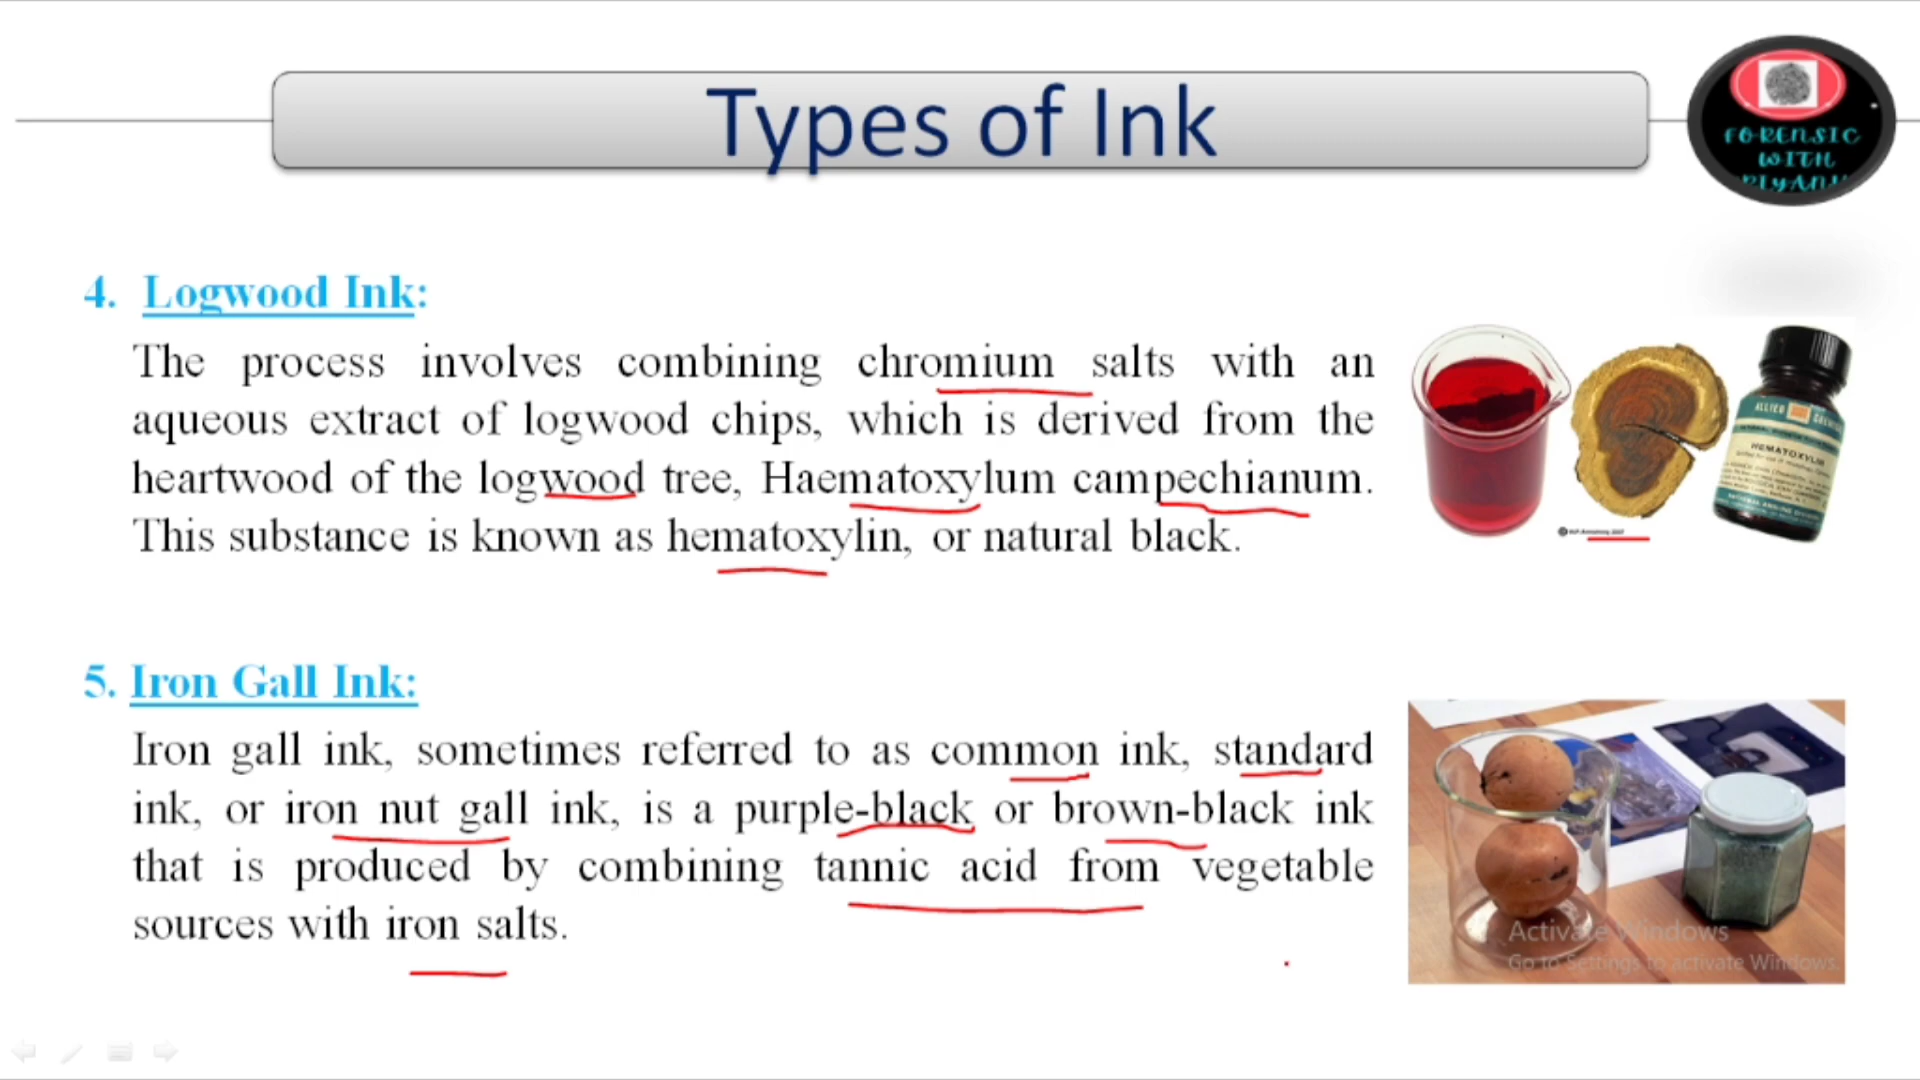 Types of Ink
FORENSIC
WITH
4. Logwood Ink:
The process involves combining chromium salts with an
aqueous extract of logwood chips, which is derived from the
heartwood of the logwood tree, Haematoxylum campechianum.
This substance is known as hematoxylin, or natural black.
ALLIED
HEMATOXYLIN
5. Iron Gall Ink:
Iron gall ink, sometimes referred to as common ink, standard
ink, or iron nut gall ink, is a purple-black or brown-black ink
that is produced by combining tannic acid from vegetable
sources with iron salts.
Activate Windows
Go to Settings to activate Windows.